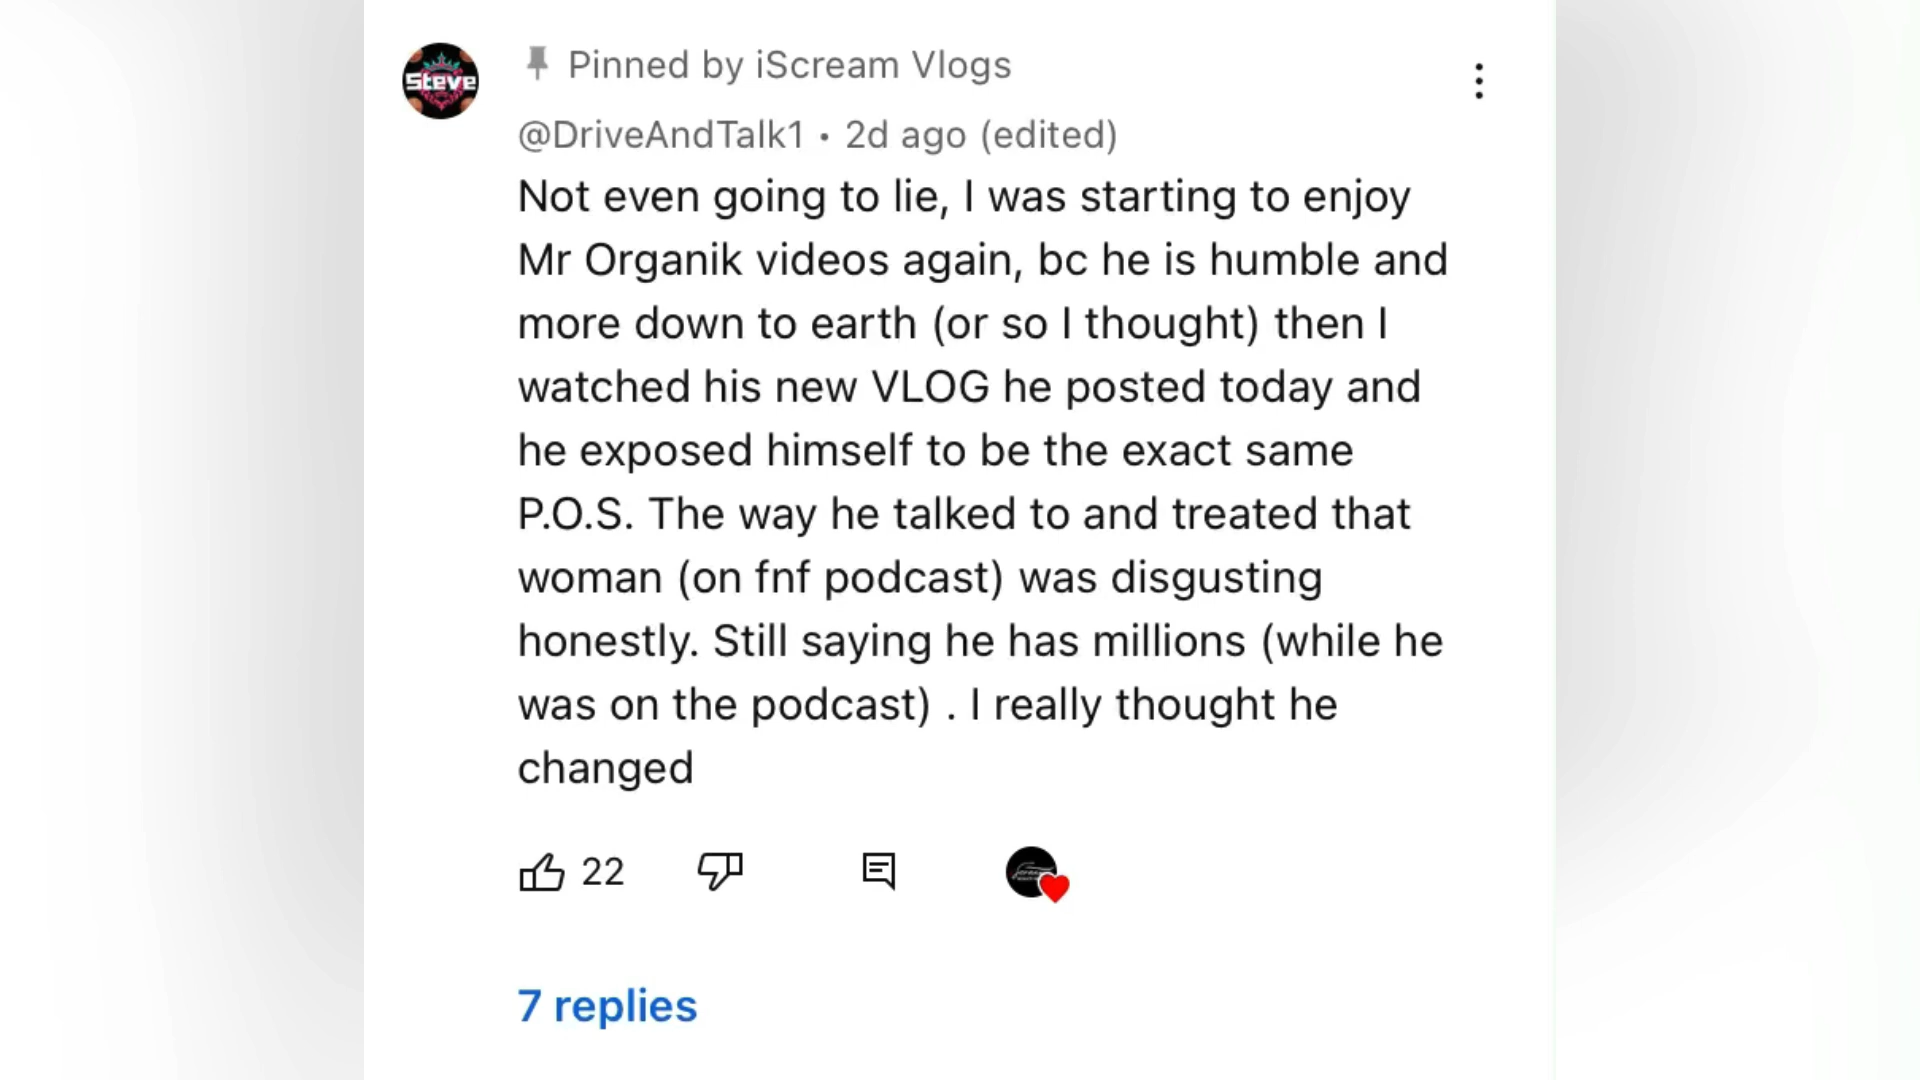 Steve
Pinned by iScream Vlogs
@DriveAndTalk1 • 2d ago (edited)
Not even going to lie, I was starting to enjoy
Mr Organik videos again, bc he is humble and
more down to earth (or so I thought) then I
watched his new VLOG he posted today and
he exposed himself to be the exact same
P.O.S. The way he talked to and treated that
woman (on fnf podcast) was disgusting
honestly. Still saying he has millions (while he
was on the podcast) . I really thought he
changed
22
7 replies